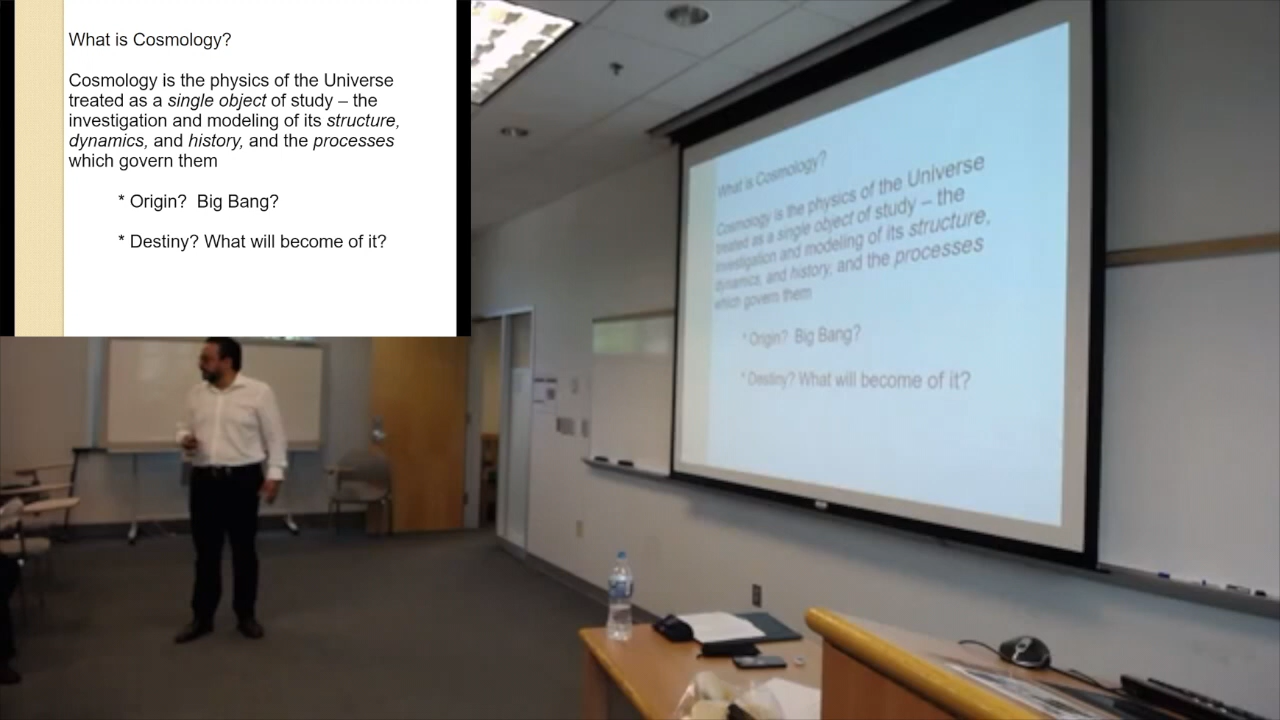 What is Cosmology?
Cosmology is the physics of the Universe
treated as a single object of study – the
investigation and modeling of its structure,
dynamics, and history, and the processes
which govern them
* Origin? Big Bang?
* Destiny? What will become of it?
What is Cosmology?
Cosmology is the physics of the Universe
treated as a single object of study – the
investigation and modeling of its structure,
dynamics, and history, and the processes
which govern them
* Origin? Big Bang?
* Destiny? What will become of it?